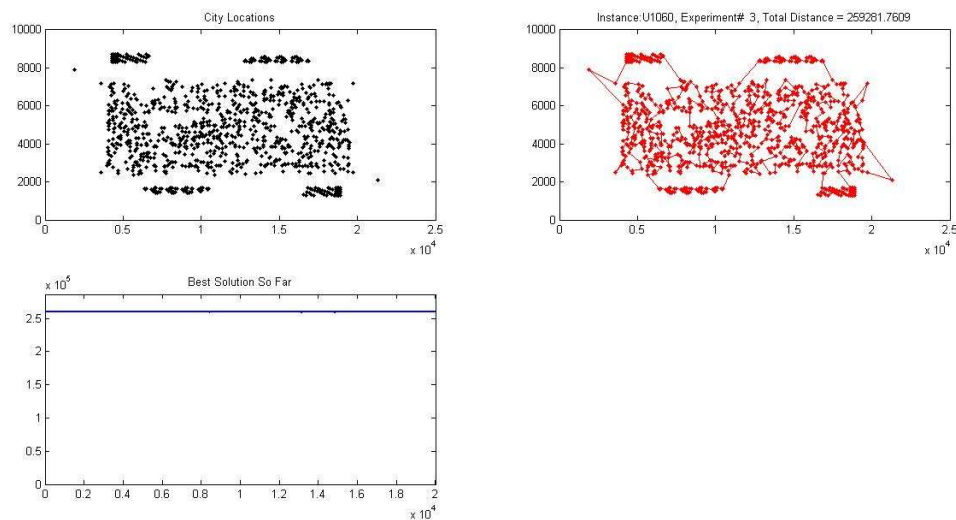 City Locations
10000
8000
6000
4000
2000
0
0 0.5 1 1.5 2 2.5
x 10^4
Instance:U1060, Experiment# 3, Total Distance = 259281.7609
10000
8000
6000
4000
2000
0
0 0.5 1 1.5 2 2.5
x 10^4
Best Solution So Far
x 10^5
2.5
2
1.5
1
0.5
0
0 0.2 0.4 0.6 0.8 1 1.2 1.4 1.6 1.8 2
x 10^4